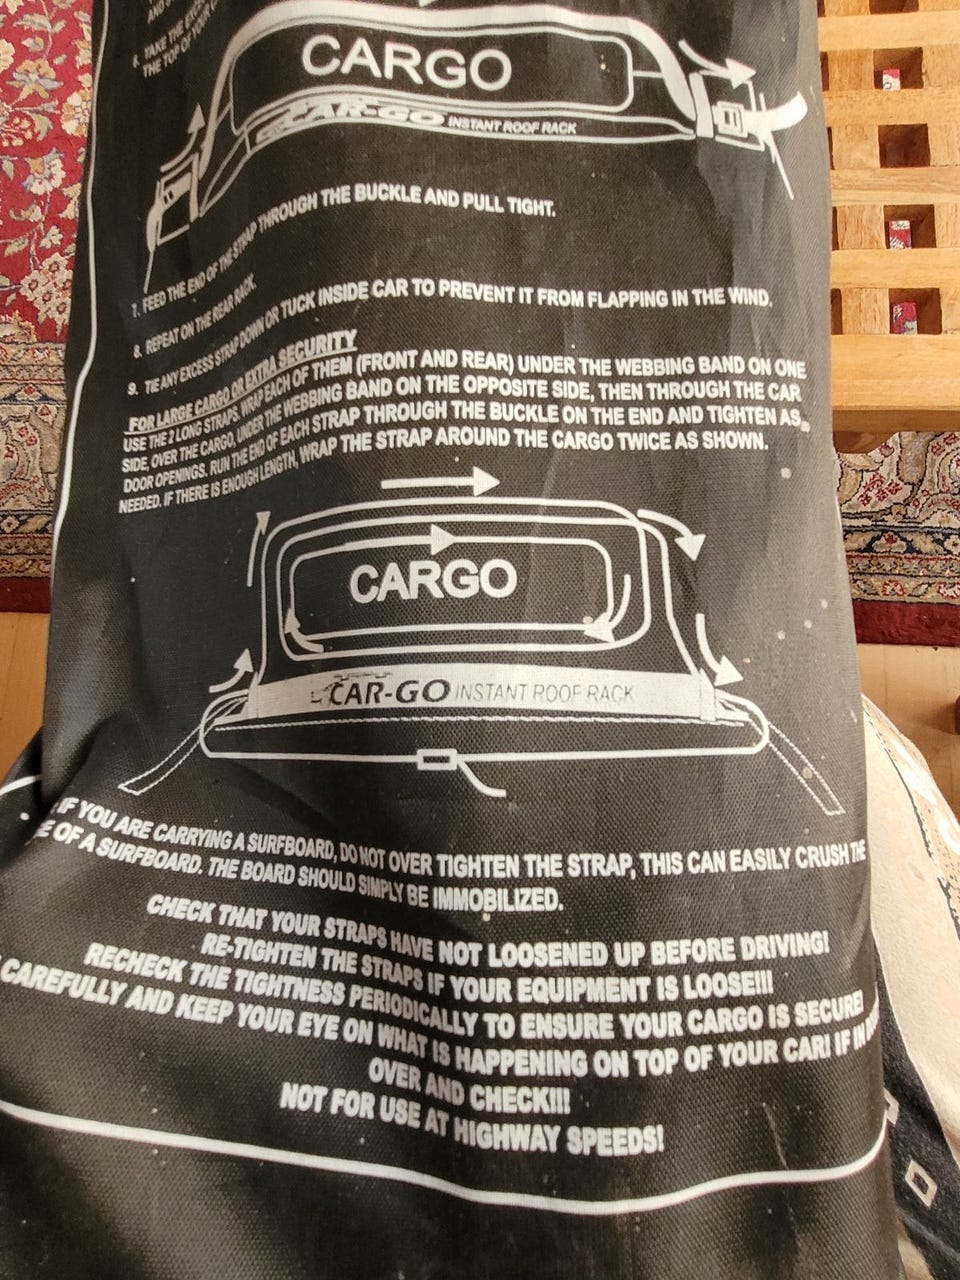 AND S
6. TAKE THE
THE TOP OF YOUR
CARGO
CAR-GO INSTANT ROOF RACK
7. FEED THE END OF THE STRAP THROUGH THE BUCKLE AND PULL TIGHT.
8. REPEAT ON THE REAR RACK.
9. TIE ANY EXCESS STRAP DOWN OR TUCK INSIDE CAR TO PREVENT IT FROM FLAPPING IN THE WIND.
FOR LARGE CARGO OR EXTRA SECURITY
USE THE 2 LONG STRAPS. WRAP EACH OF THEM (FRONT AND REAR) UNDER THE WEBBING BAND ON ONE
SIDE, OVER THE CARGO, UNDER THE WEBBING BAND ON THE OPPOSITE SIDE, THEN THROUGH THE CAR
DOOR OPENINGS. RUN THE END OF EACH STRAP THROUGH THE BUCKLE ON THE END AND TIGHTEN AS
NEEDED. IF THERE IS ENOUGH LENGTH, WRAP THE STRAP AROUND THE CARGO TWICE AS SHOWN.
CARGO
CAR-GO INSTANT ROOF RACK
IF YOU ARE CARRYING A SURFBOARD, DO NOT OVER TIGHTEN THE STRAP, THIS CAN EASILY CRUSH THE
OF A SURFBOARD. THE BOARD SHOULD SIMPLY BE IMMOBILIZED.
CHECK THAT YOUR STRAPS HAVE NOT LOOSENED UP BEFORE DRIVING!
RE-TIGHTEN THE STRAPS IF YOUR EQUIPMENT IS LOOSE!!!
RECHECK THE TIGHTNESS PERIODICALLY TO ENSURE YOUR CARGO IS SECURE!
CAREFULLY AND KEEP YOUR EYE ON WHAT IS HAPPENING ON TOP OF YOUR CAR! IF IN
OVER AND CHECK!!!
NOT FOR USE AT HIGHWAY SPEEDS!